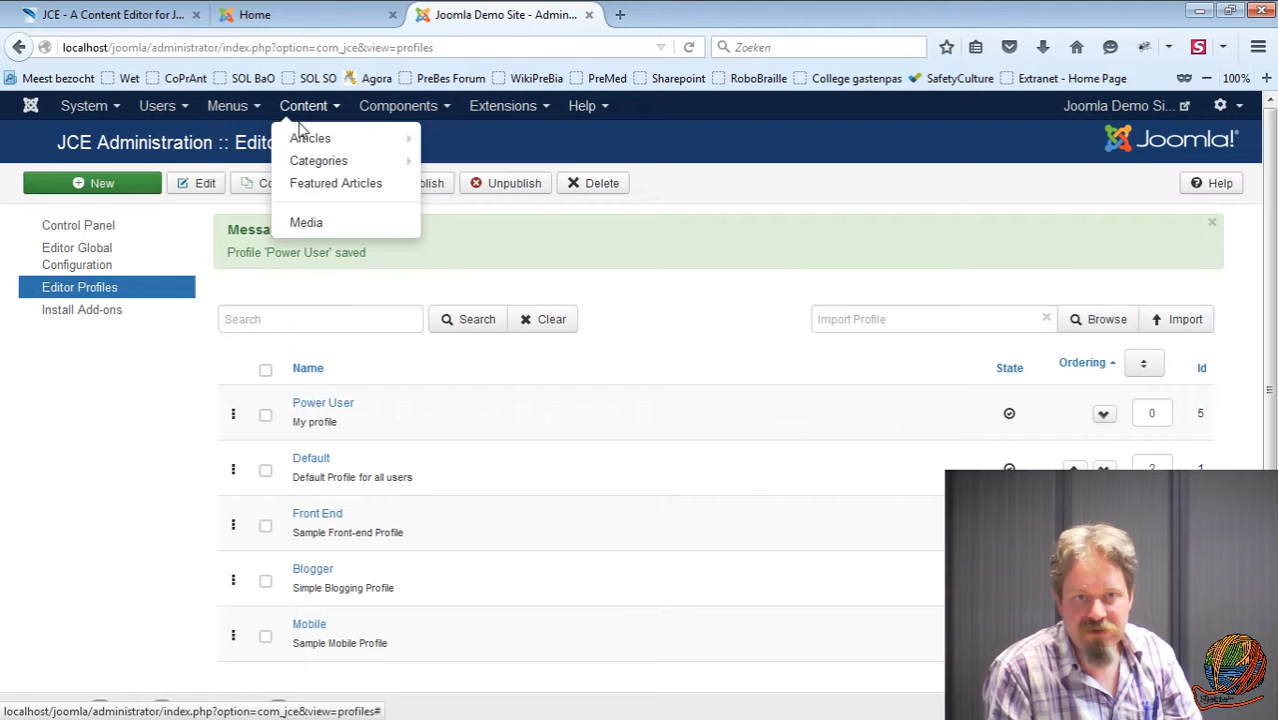 JCE - A Content Editor for J...
Home
Joomla Demo Site - Admin...
localhost/joomla/administrator/index.php?option=com_jce&view=profiles
Zoeken
100%
Meest bezocht
Wet
CoPrAnt
SOL BaO
SOL SO
Agora
PreBes Forum
WikiPreBia
PreMed
Sharepoint
RoboBraille
College gastenpas
SafetyCulture
Extranet - Home Page
System
Users
Menus
Content
Components
Extensions
Help
Joomla Demo Si...
JCE Administration :: Edito
Joomla!
Articles
Categories
Featured Articles
Media
New
Edit
Co
blish
Unpublish
Delete
Help
Control Panel
Editor Global
Configuration
Editor Profiles
Install Add-ons
Messa
Profile 'Power User' saved
Search
Search
Clear
Import Profile
Browse
Import
Name
State
Ordering
Id
Power User
My profile
0
5
Default
Default Profile for all users
2
1
Front End
Sample Front-end Profile
Blogger
Simple Blogging Profile
Mobile
Sample Mobile Profile
localhost/joomla/administrator/index.php?option=com_jce&view=profiles#